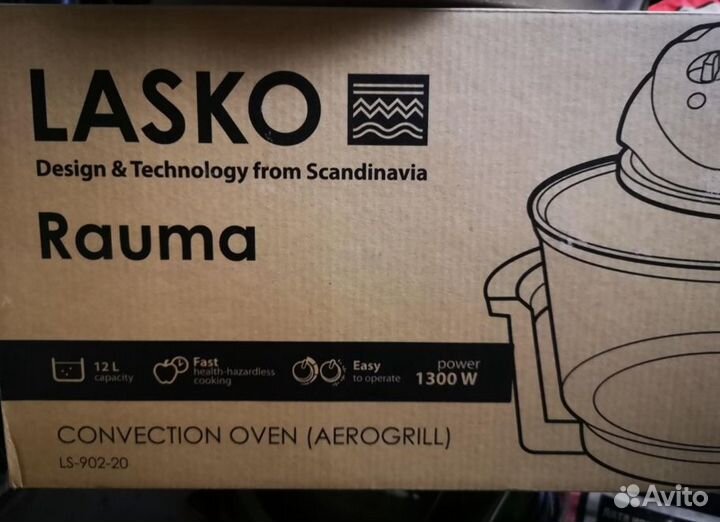 LASKO
Design & Technology from Scandinavia
Rauma
12 L
capacity
Fast
health-hazardless
cooking
Easy
to operate
power
1300 W
CONVECTION OVEN (AEROGRILL)
LS-902-20
Avito